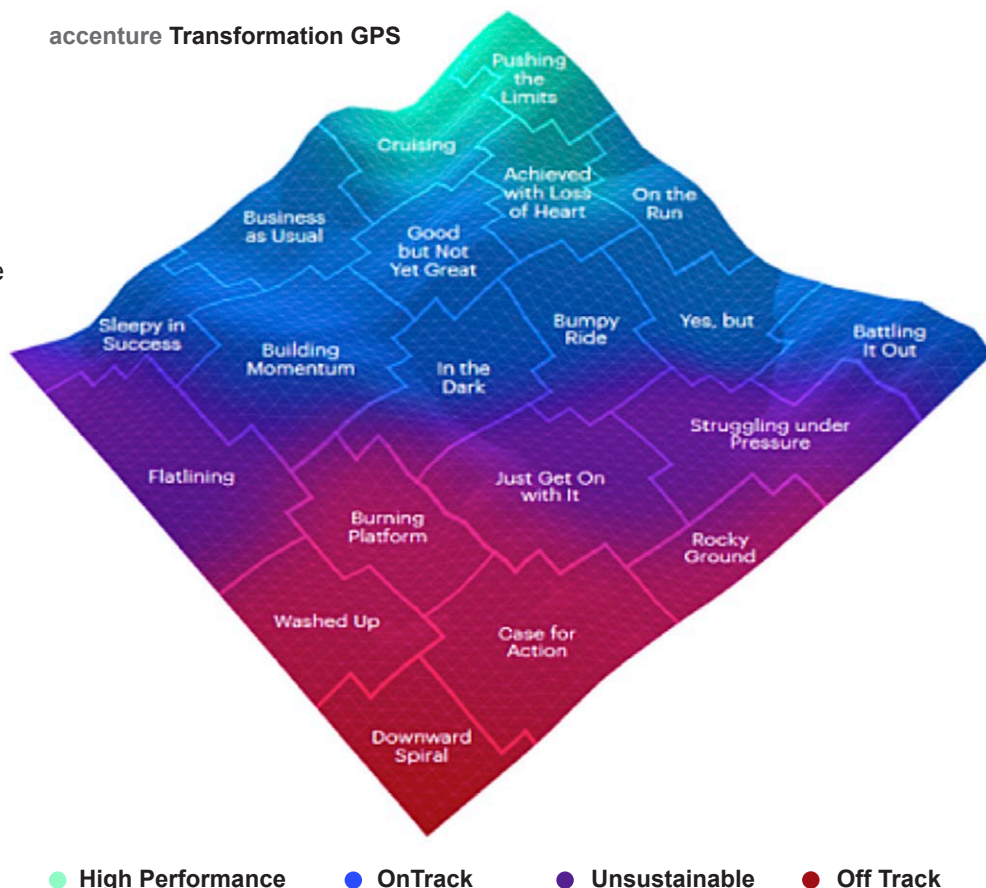 accenture Transformation GPS
Pushing
the
Limits
Cruising
Achieved
with Loss
of Heart
On the
Run
Business
as Usual
Good
but Not
Yet Great
e
Sleepy in
Success
Building
Momentum
In the
Dark
Bumpy
Ride
Yes, but
Battling
It Out
Flatlining
Just Get On
with It
Struggling under
Pressure
Burning
Platform
Rocky
Ground
Washed Up
Case for
Action
Downward
Spiral
High Performance
OnTrack
Unsustainable
Off Track